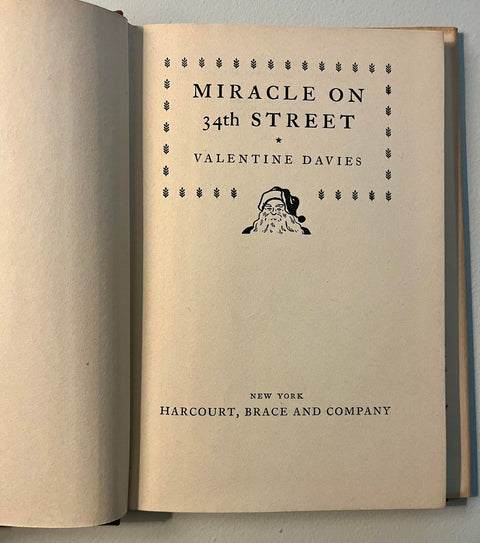 MIRACLE ON
34th STREET
VALENTINE DAVIES
NEW YORK
HARCOURT, BRACE AND COMPANY